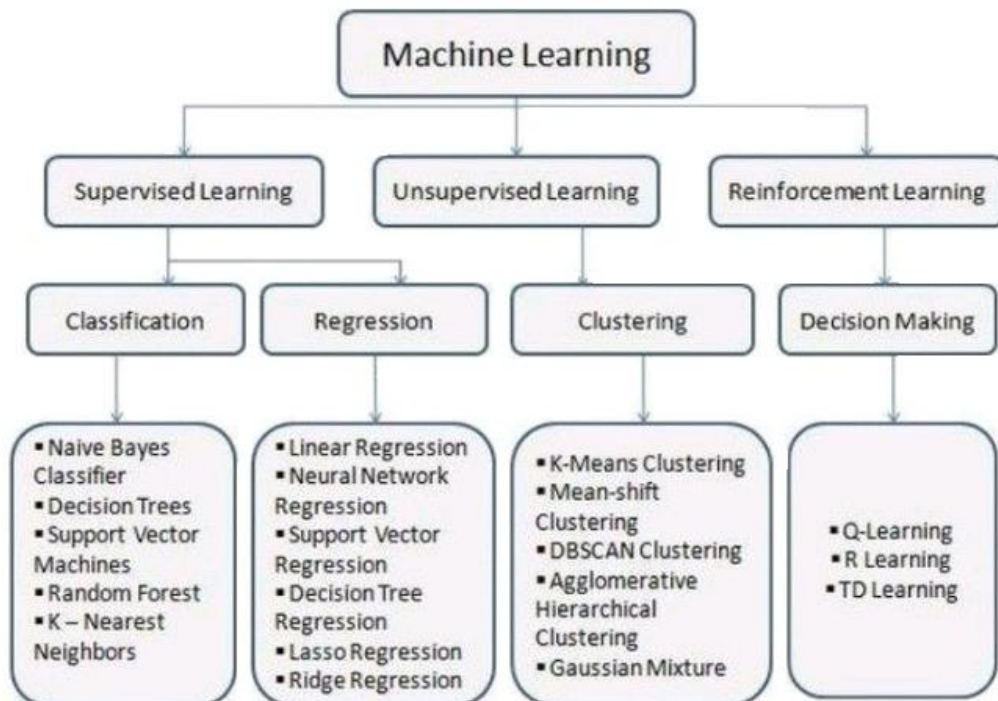 Machine Learning
Supervised Learning
Unsupervised Learning
Reinforcement Learning
Classification
Regression
Clustering
Decision Making
▪ Naive Bayes
Classifier
▪ Decision Trees
▪ Support Vector
Machines
▪ Random Forest
▪ K – Nearest
Neighbors
▪ Linear Regression
▪ Neural Network
Regression
▪ Support Vector
Regression
▪ Decision Tree
Regression
▪ Lasso Regression
▪ Ridge Regression
▪ K-Means Clustering
▪ Mean-shift
Clustering
▪ DBSCAN Clustering
▪ Agglomerative
Hierarchical
Clustering
▪ Gaussian Mixture
▪ Q-Learning
▪ R Learning
▪ TD Learning